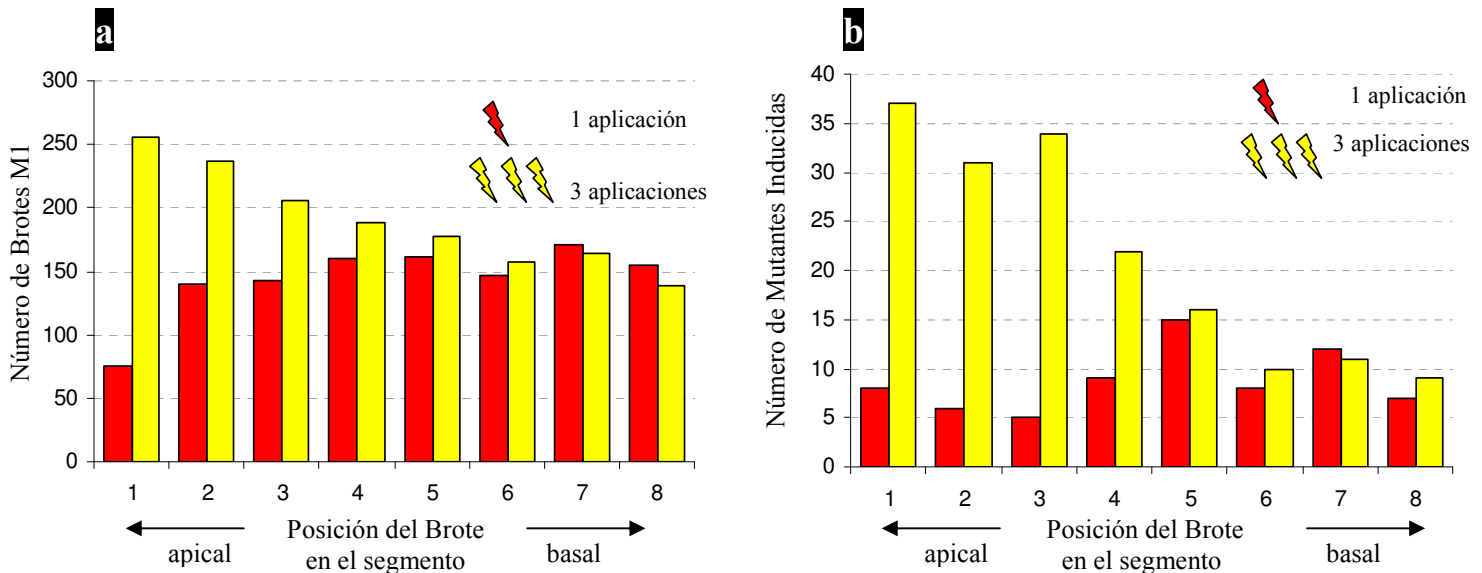 a
300
250
200
150
100
50
0
Número de Brotes M1
1 aplicación
3 aplicaciones
1 2 3 4 5 6 7 8
apical
Posición del Brote
en el segmento
basal
b
40
35
30
25
20
15
10
5
0
Número de Mutantes Inducidas
1 aplicación
3 aplicaciones
1 2 3 4 5 6 7 8
apical
Posición del Brote
en el segmento
basal